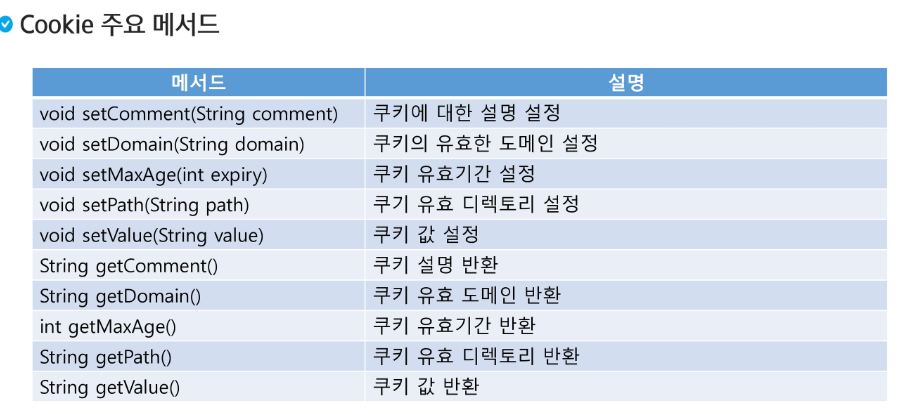 Cookie 주요 메서드
메서드 설명
void setComment(String comment) 쿠키에 대한 설명 설정
void setDomain(String domain) 쿠키의 유효한 도메인 설정
void setMaxAge(int expiry) 쿠키 유효기간 설정
void setPath(String path) 쿠기 유효 디렉토리 설정
void setValue(String value) 쿠키 값 설정
String getComment() 쿠키 설명 반환
String getDomain() 쿠키 유효 도메인 반환
int getMaxAge() 쿠키 유효기간 반환
String getPath() 쿠키 유효 디렉토리 반환
String getValue() 쿠키 값 반환